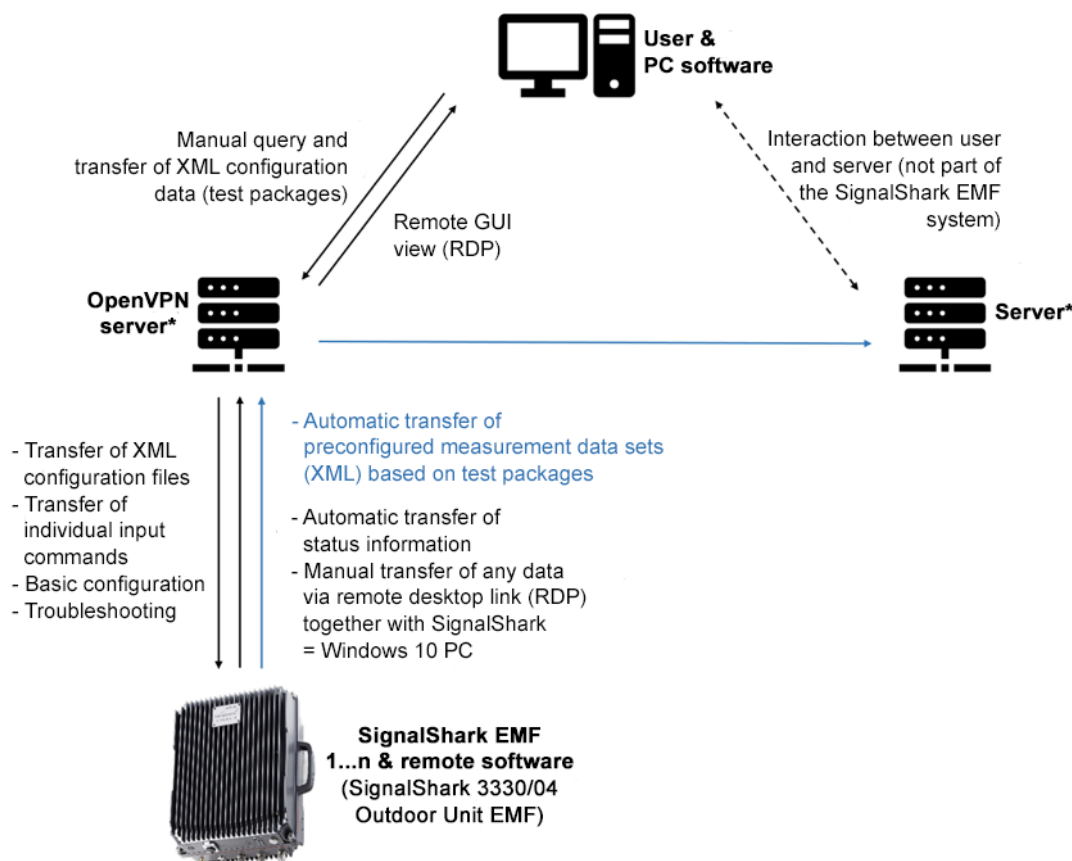 User &
PC software
Manual query and
transfer of XML configuration
data (test packages)
Interaction between user
and server (not part of
the SignalShark EMF
system)
Remote GUI
view (RDP)
OpenVPN
server*
Server*
- Transfer of XML
configuration files
- Transfer of
individual input
commands
- Basic configuration
- Troubleshooting
- Automatic transfer of
preconfigured measurement data sets
(XML) based on test packages
- Automatic transfer of
status information
- Manual transfer of any data
via remote desktop link (RDP)
together with SignalShark
= Windows 10 PC
SignalShark EMF
1...n & remote software
(SignalShark 3330/04
Outdoor Unit EMF)